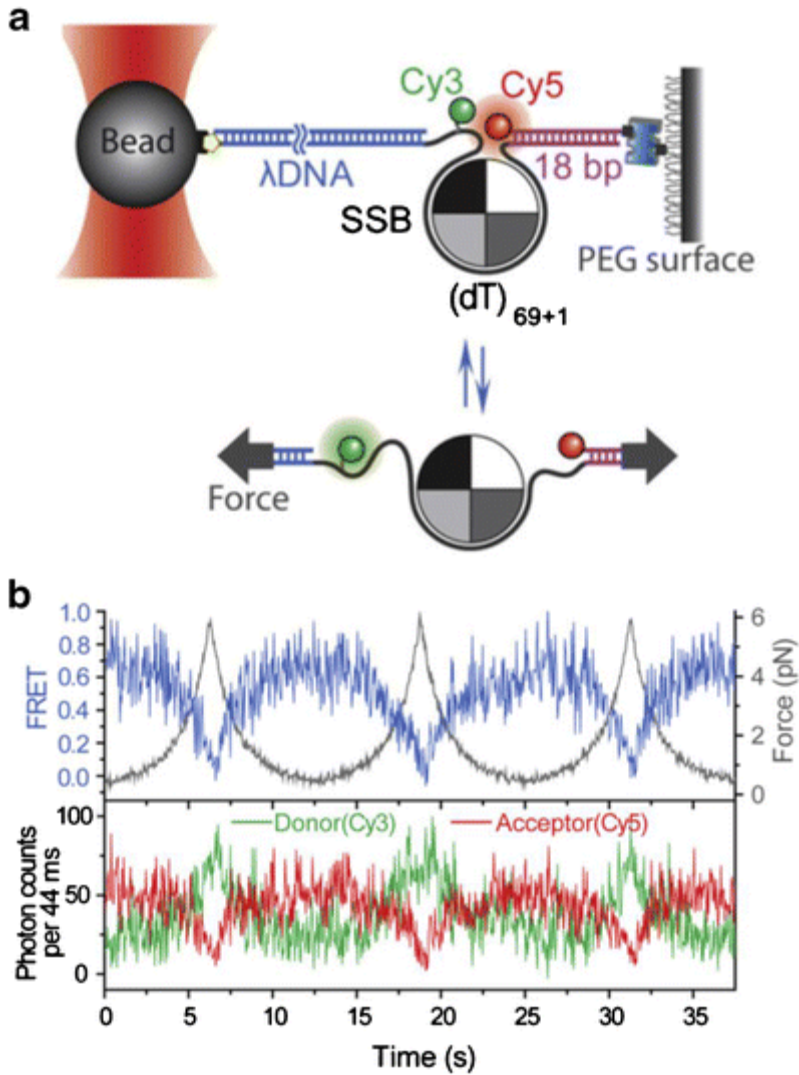 a
Cy3
Cy5
Bead
λDNA
18 bp
SSB
PEG surface
(dT) 69+1
Force
b
1.0
0.8
0.6
0.4
0.2
0.0
FRET
6
4
2
0
Force (pN)
Donor(Cy3)
Acceptor(Cy5)
100
50
0
Photon counts
per 44 ms
0 5 10 15 20 25 30 35
Time (s)